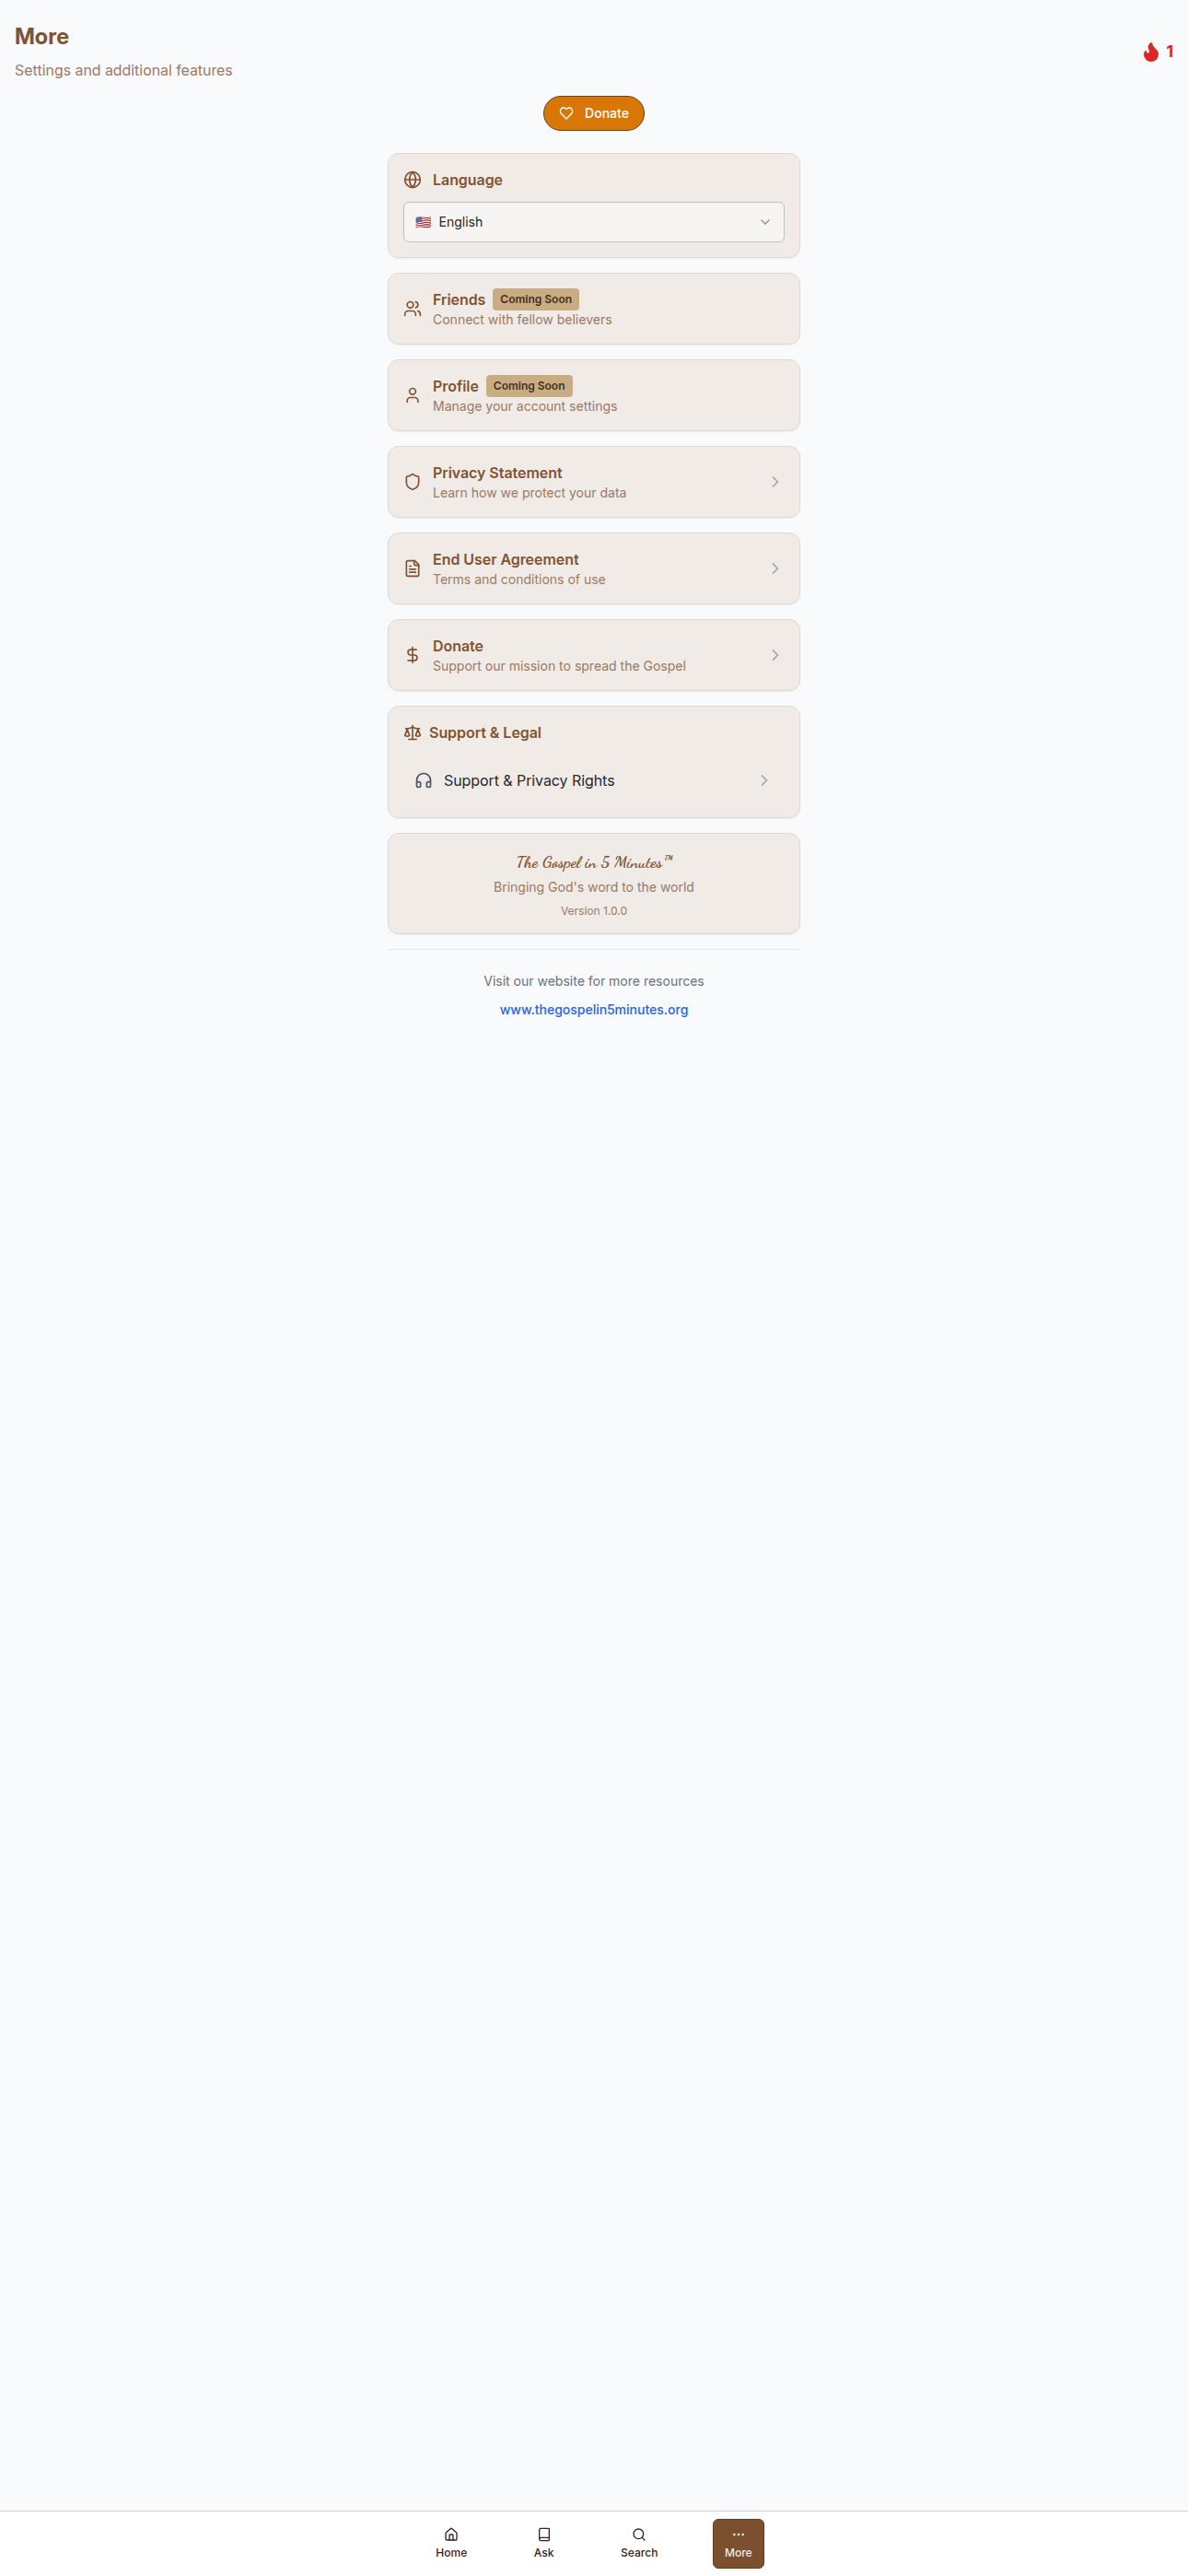 More
Settings and additional features
1
Donate
Language
English
Friends Coming Soon
Connect with fellow believers
Profile Coming Soon
Manage your account settings
Privacy Statement
Learn how we protect your data
End User Agreement
Terms and conditions of use
Donate
Support our mission to spread the Gospel
Support & Legal
Support & Privacy Rights
The Gospel in 5 Minutes™
Bringing God's word to the world
Version 1.0.0
Visit our website for more resources
www.thegospelin5minutes.org
Home Ask Search More